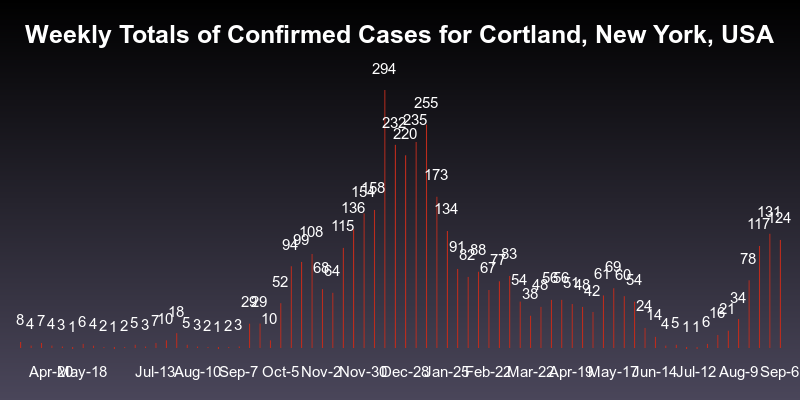 Weekly Totals of Confirmed Cases for Cortland, New York, USA
8 4 7 4 3 1 6 4 2 1 2 5 3 7 10 18 5 3 2 1 2 3 29 29 10 52 94 99 108 68 64 115 136 154 158 294 232 220 235 255 173 134 91 82 88 67 77 83 54 38 48 56 56 51 48 42 61 69 60 54 24 14 4 5 1 1 6 16 21 34 78 117 131 124
Apr-20 May-18 Jul-13 Aug-10 Sep-7 Oct-5 Nov-2 Nov-30 Dec-28 Jan-25 Feb-22 Mar-22 Apr-19 May-17 Jun-14 Jul-12 Aug-9 Sep-6